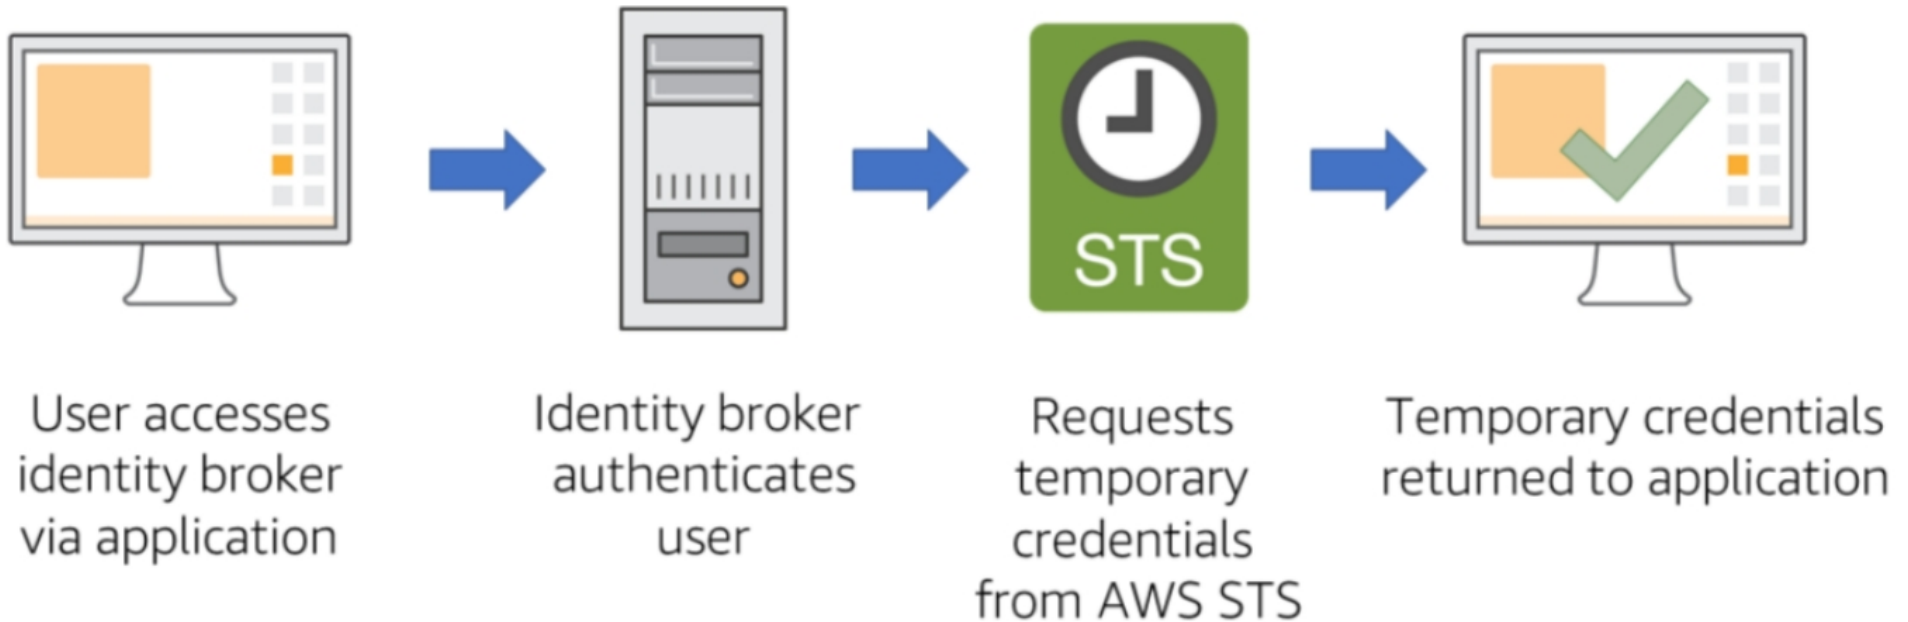 STS
User accesses
identity broker
via application
Identity broker
authenticates
user
Requests
temporary
credentials
from AWS STS
Temporary credentials
returned to application